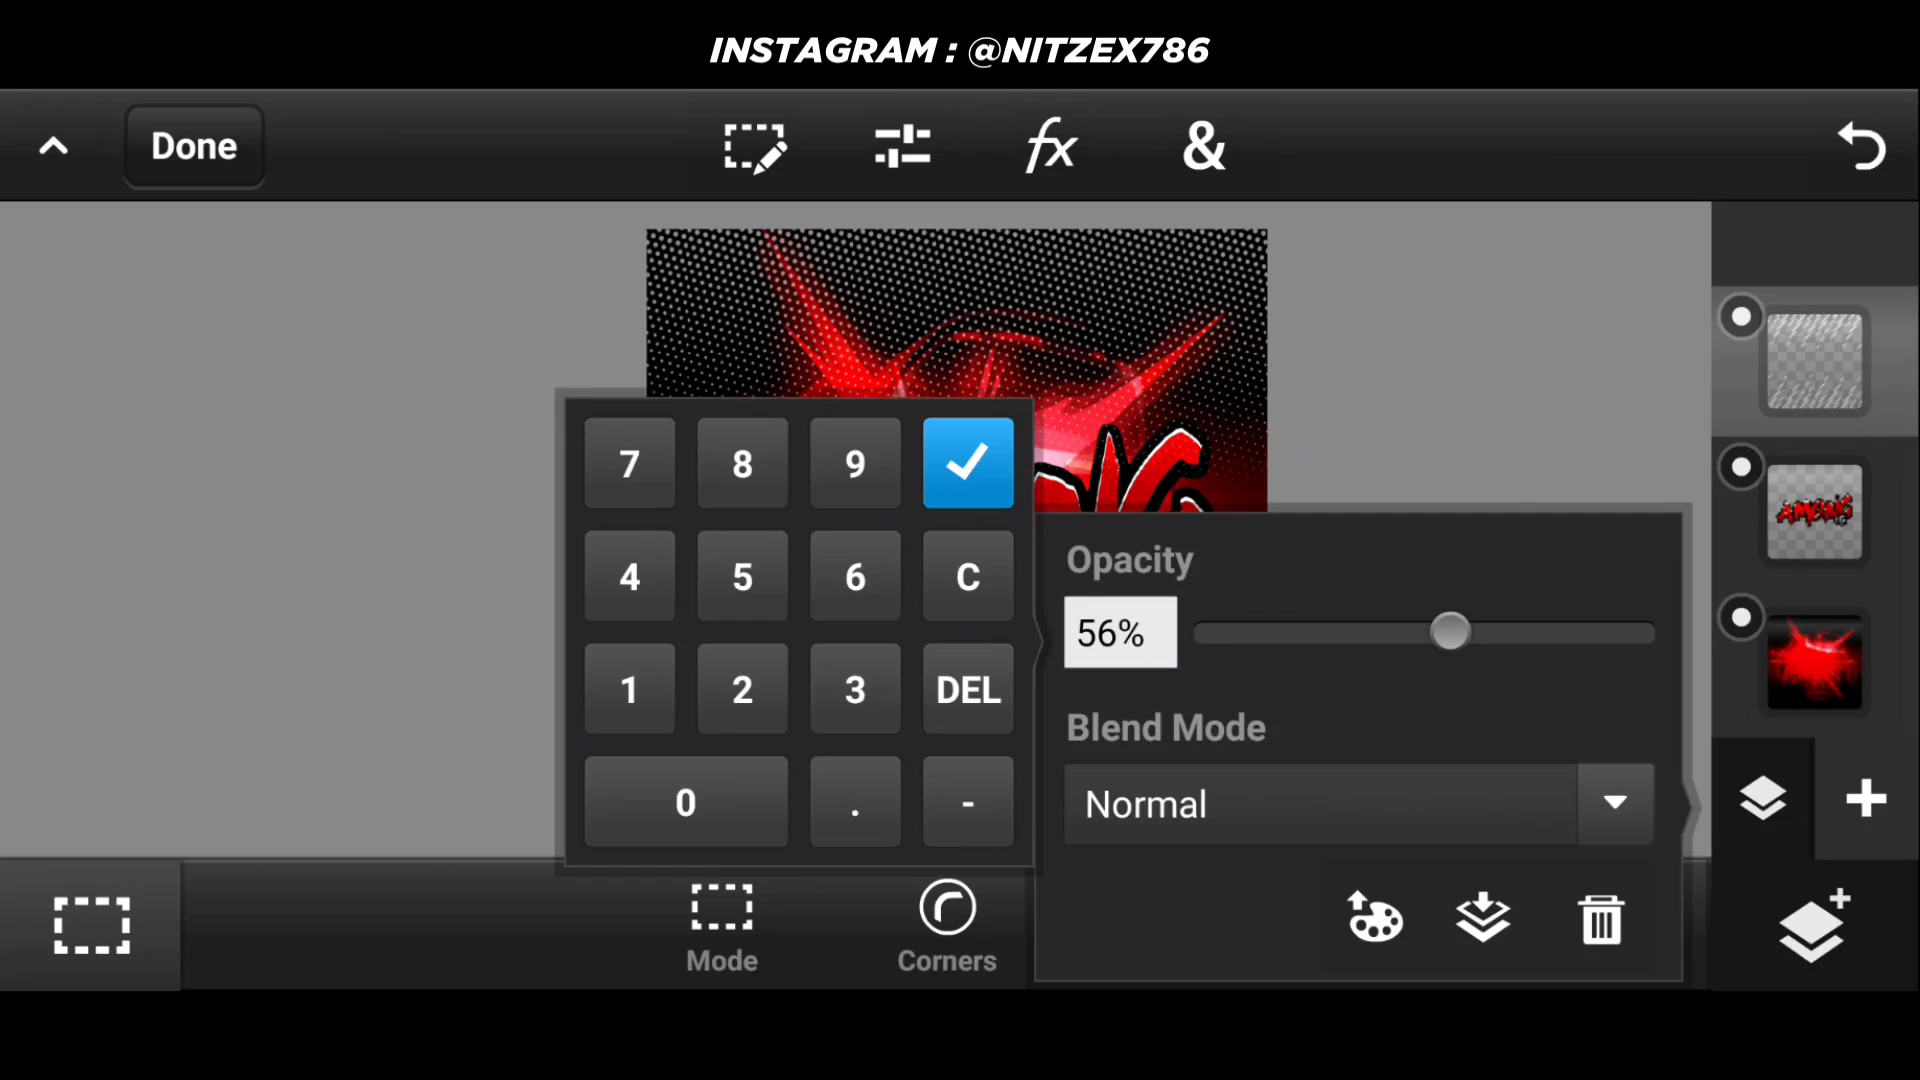 INSTAGRAM : @NITZEX786
Done
fx
&
7
8
9
4
5
6
C
1
2
3
DEL
0
.
-
Opacity
56%
Blend Mode
Normal
Mode
Corners